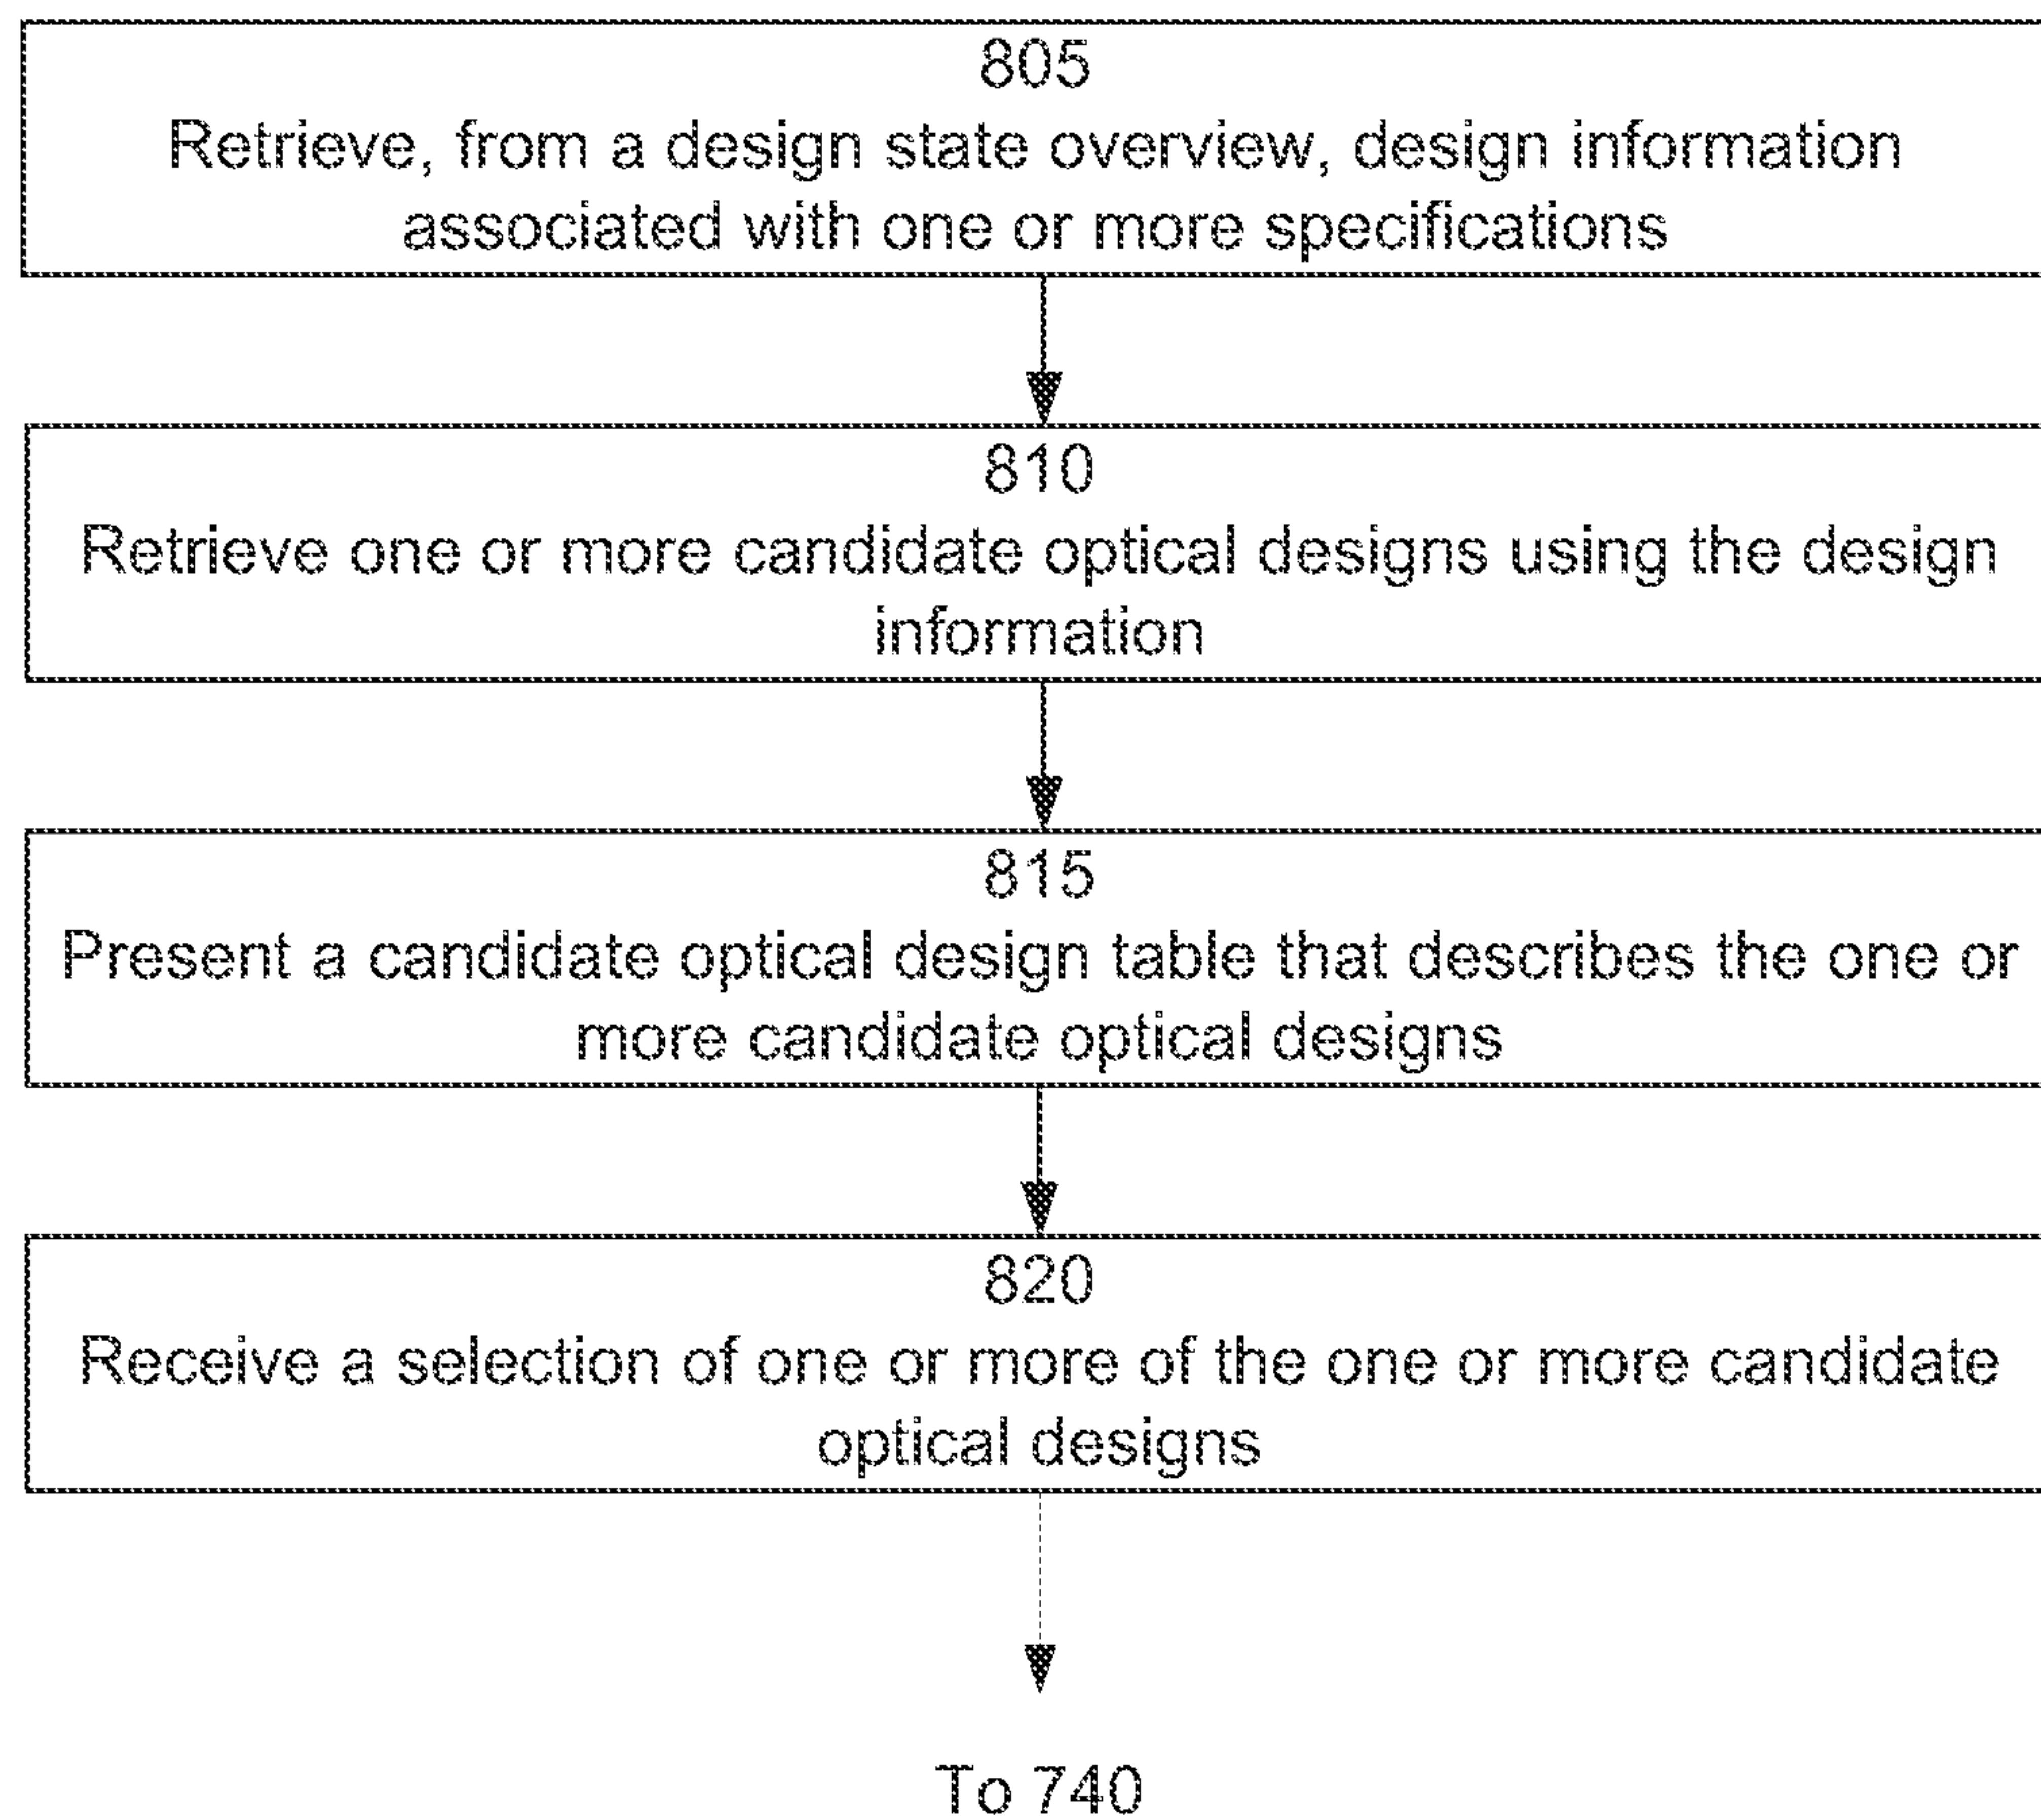 805
Retrieve, from a design state overview, design information
associated with one or more specifications
810
Retrieve one or more candidate optical designs using the design
information
815
Present a candidate optical design table that describes the one or
more candidate optical designs
820
Receive a selection of one or more of the one or more candidate
optical designs
To 740